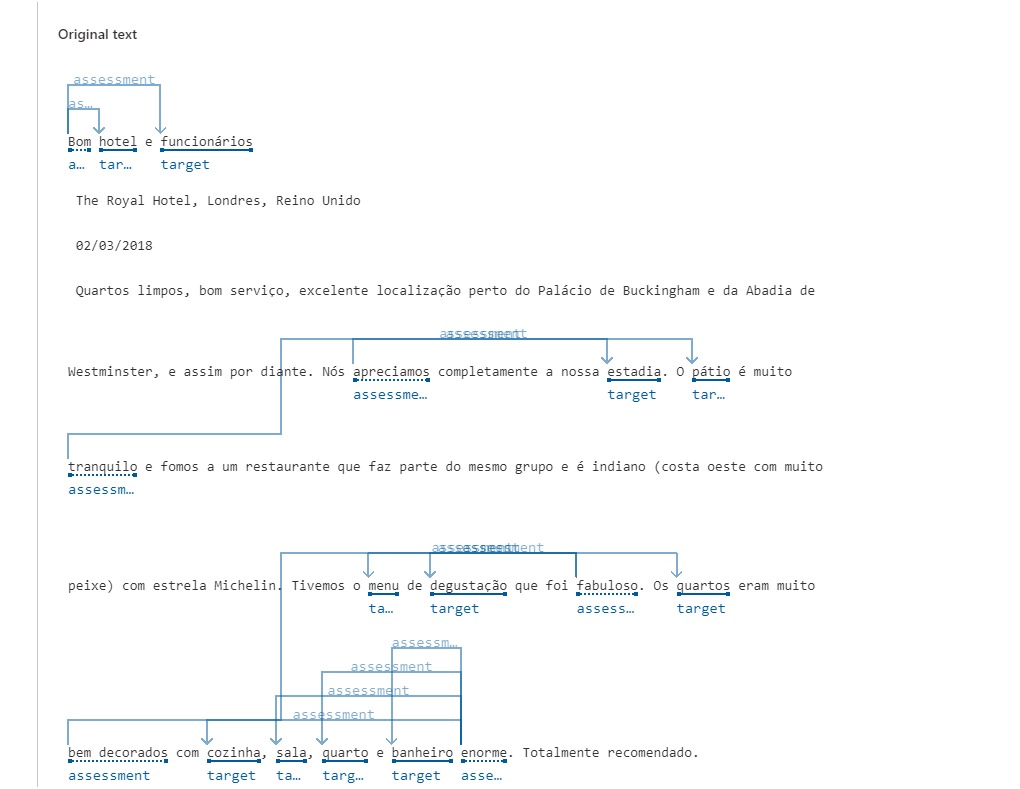 Original text
assessment
as…
Bom hotel e funcionários
a… tar… target
The Royal Hotel, Londres, Reino Unido
02/03/2018
Quartos limpos, bom serviço, excelente localização perto do Palácio de Buckingham e da Abadia de
assessment
Westminster, e assim por diante. Nós apreciamos completamente a nossa estadia. O pátio é muito
assessme… target tar…
tranquilo e fomos a um restaurante que faz parte do mesmo grupo e é indiano (costa oeste com muito
assessm…
assessment
peixe) com estrela Michelin. Tivemos o menu de degustação que foi fabuloso. Os quartos eram muito
ta… target assess… target
assessm…
assessment
assessment
assessment
bem decorados com cozinha, sala, quarto e banheiro enorme. Totalmente recomendado.
assessment target ta… targ… target asse…